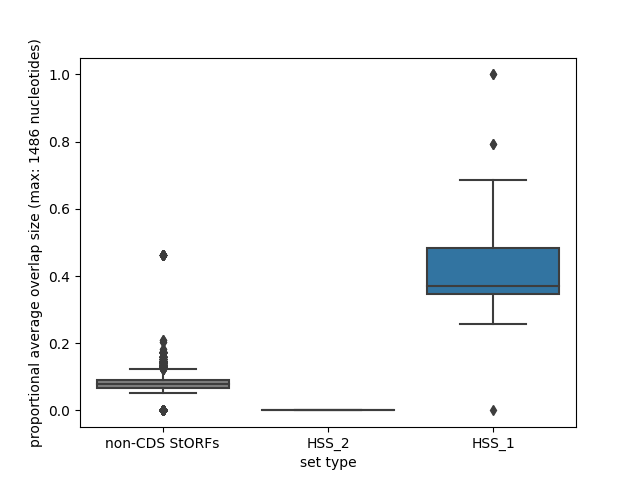 proportional average overlap size (max: 1486 nucleotides)
1.0
0.8
0.6
0.4
0.2
0.0
non-CDS StORFs HSS_2 HSS_1
set type